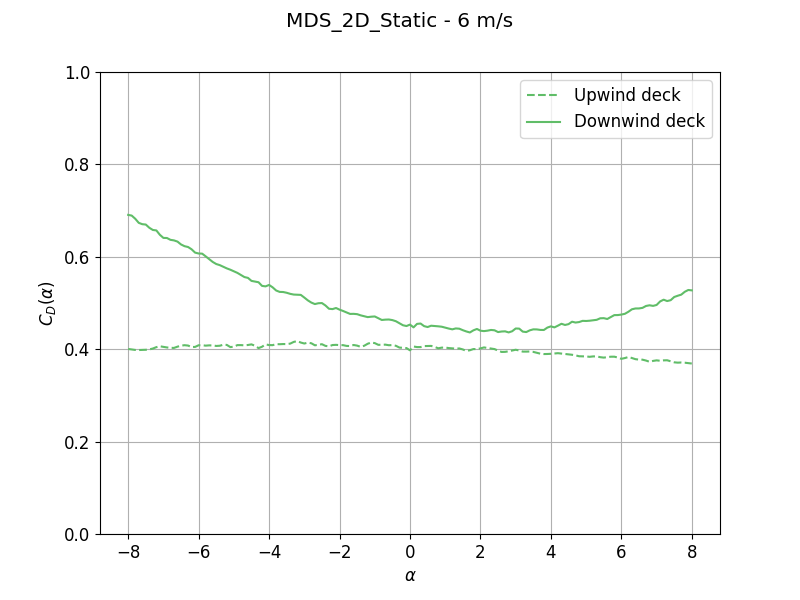 MDS_2D_Static - 6 m/s
Upwind deck
Downwind deck
1.0
0.8
0.6
0.4
0.2
0.0
C_D(α)
−8 −6 −4 −2 0 2 4 6 8
α